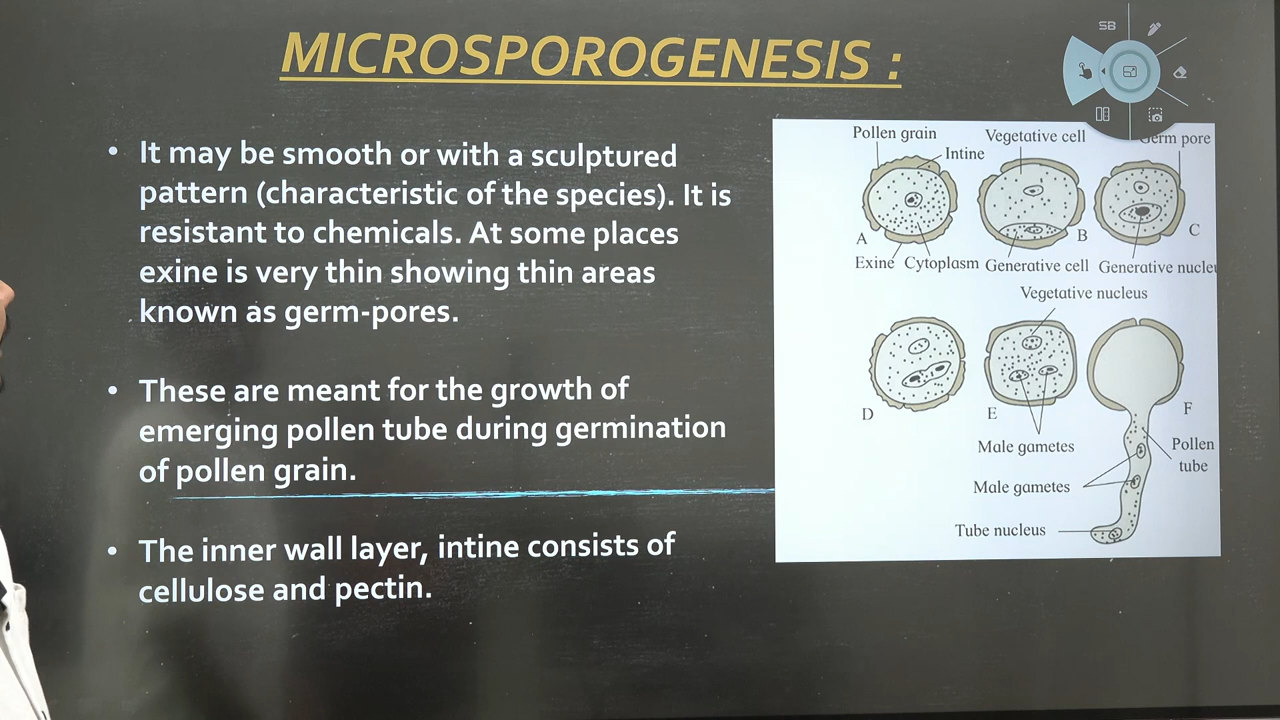 MICROSPOROGENESIS :
SB
• It may be smooth or with a sculptured
pattern (characteristic of the species). It is
resistant to chemicals. At some places
exine is very thin showing thin areas
known as germ-pores.
• These are meant for the growth of
emerging pollen tube during germination
of pollen grain.
• The inner wall layer, intine consists of
cellulose and pectin.
Pollen grain
Intine
Vegetative cell
Germ pore
A
B
C
Exine
Cytoplasm
Generative cell
Generative
Vegetative nucleus
D
E
F
Male gametes
Pollen
tube
Male gametes
Tube nucleus